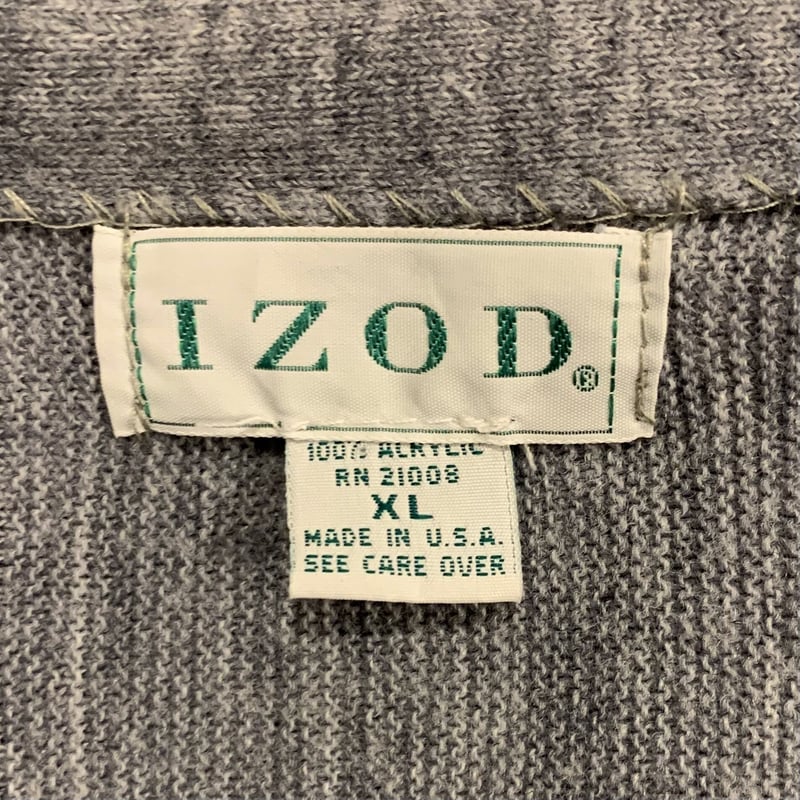 IZOD®
100% ACRYLIC
RN 21008
XL
MADE IN U.S.A.
SEE CARE OVER